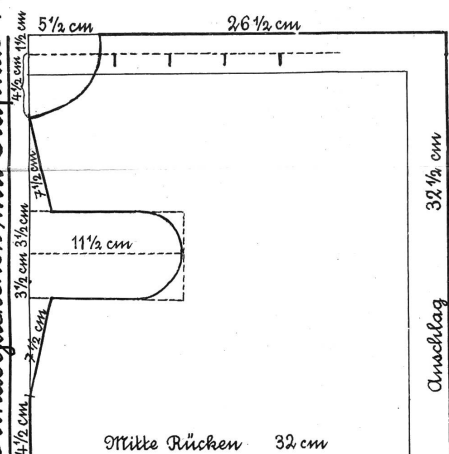 5½ cm
26½ cm
1½ cm
4½ cm
7½ cm
3½ cm
11½ cm
3½ cm
7½ cm
4½ cm
32½ cm
Anschlag
Mitte Rücken 32 cm